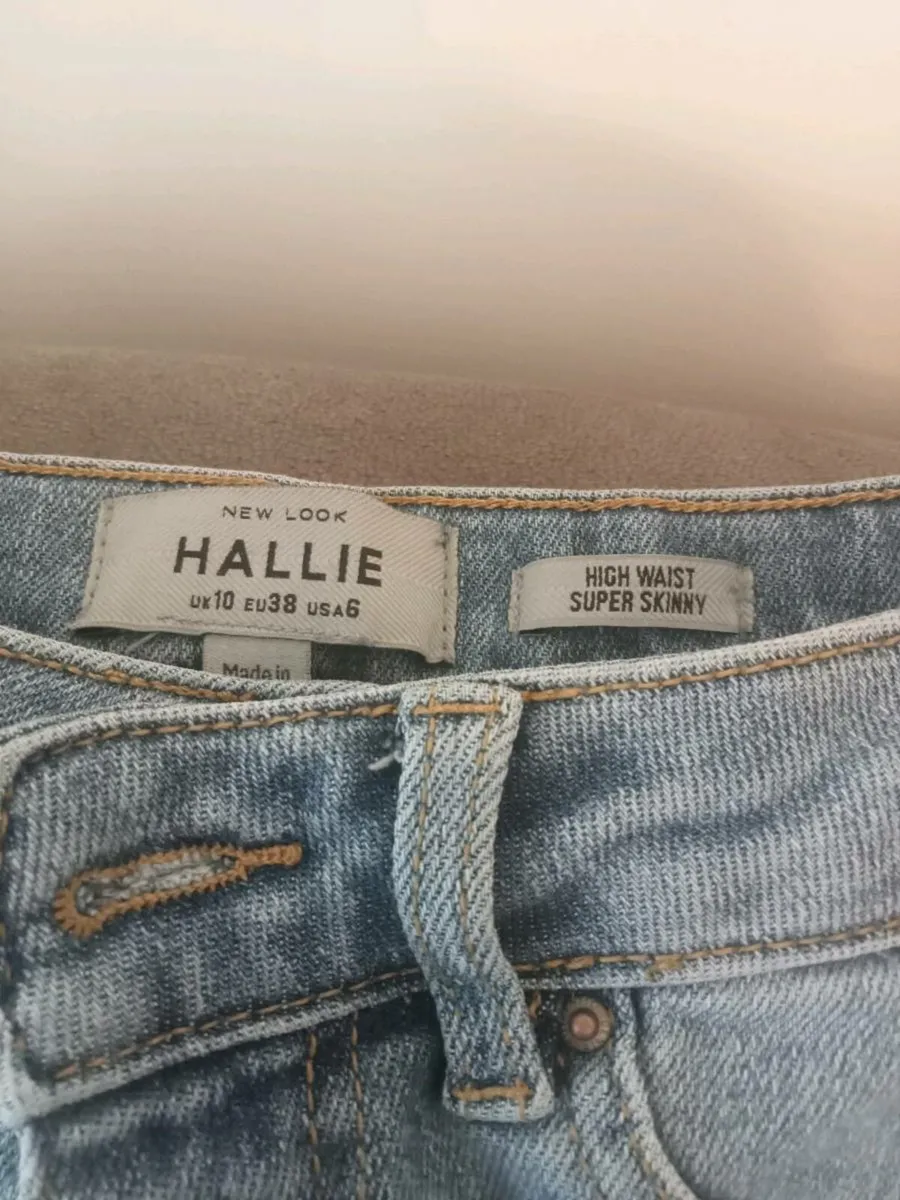 NEW LOOK
HALLIE
UK10 EU38 USA6
Made in
HIGH WAIST
SUPER SKINNY